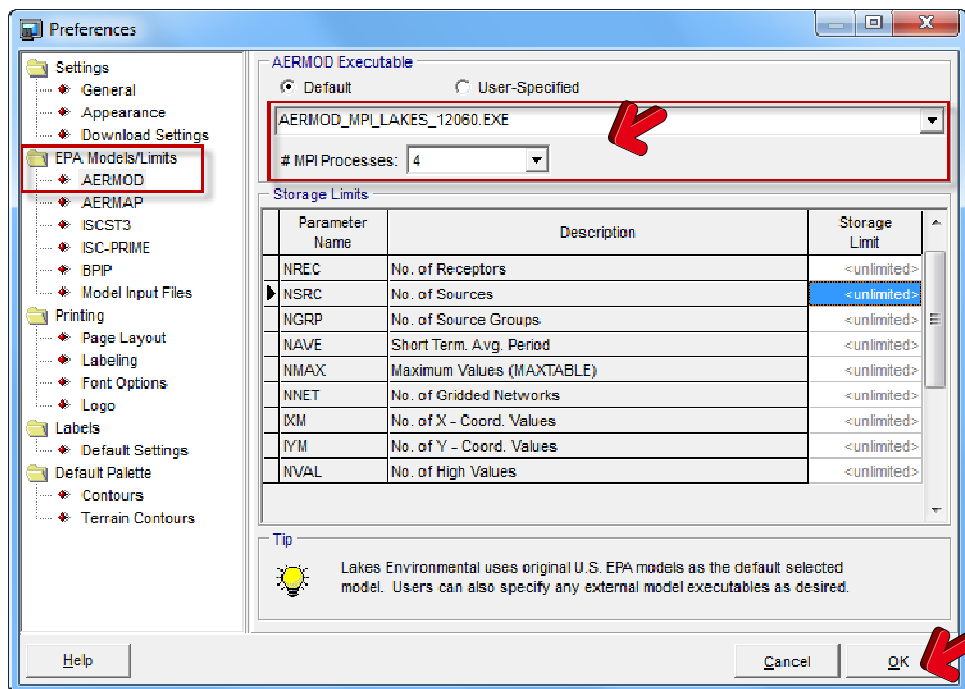 Preferences
Settings
General
Appearance
Download Settings
EPA Models/Limits
AERMOD
AERMAP
ISCST3
ISC-PRIME
BPIP
Model Input Files
Printing
Page Layout
Labeling
Font Options
Logo
Labels
Default Settings
Default Palette
Contours
Terrain Contours
AERMOD Executable
Default User-Specified
AERMOD_MPI_LAKES_12060.EXE
# MPI Processes: 4
Storage Limits
Parameter Name Description Storage Limit
NREC No. of Receptors <unlimited>
NSRC No. of Sources <unlimited>
NGRP No. of Source Groups <unlimited>
NAVE Short Term. Avg. Period <unlimited>
NMAX Maximum Values (MAXTABLE) <unlimited>
NNET No. of Gridded Networks <unlimited>
IXM No. of X - Coord. Values <unlimited>
IYM No. of Y - Coord. Values <unlimited>
NVAL No. of High Values <unlimited>
Tip
Lakes Environmental uses original U.S. EPA models as the default selected
model. Users can also specify any external model executables as desired.
Help Cancel OK